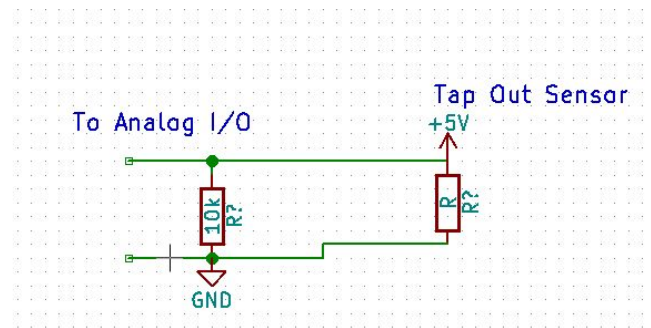 Tap Out Sensor
To Analog I/O
+5V
10k
R?
R
R?
GND